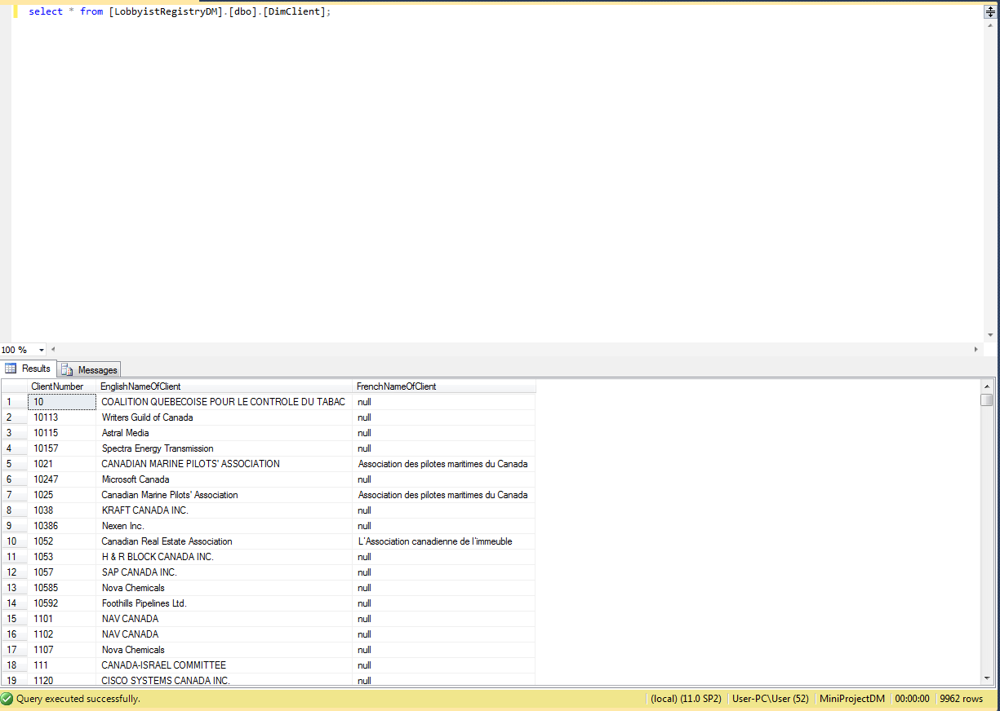 select * from [LobbyistRegistryDM].[dbo].[DimClient];
100 %
Results Messages
ClientNumber EnglishNameOfClient FrenchNameOfClient
1 10 COALITION QUEBECOISE POUR LE CONTROLE DU TABAC null
2 10113 Writers Guild of Canada null
3 10115 Astral Media null
4 10157 Spectra Energy Transmission null
5 1021 CANADIAN MARINE PILOTS' ASSOCIATION Association des pilotes maritimes du Canada
6 10247 Microsoft Canada null
7 1025 Canadian Marine Pilots' Association Association des pilotes maritimes du Canada
8 1038 KRAFT CANADA INC. null
9 10386 Nexen Inc. null
10 1052 Canadian Real Estate Association L'Association canadienne de l'immeuble
11 1053 H & R BLOCK CANADA INC. null
12 1057 SAP CANADA INC. null
13 10585 Nova Chemicals null
14 10592 Foothills Pipelines Ltd. null
15 1101 NAV CANADA null
16 1102 NAV CANADA null
17 1107 Nova Chemicals null
18 111 CANADA-ISRAEL COMMITTEE null
19 1120 CISCO SYSTEMS CANADA INC. null
Query executed successfully. (local) (11.0 SP2) User-PC\User (52) MiniProjectDM 00:00:00 9962 rows